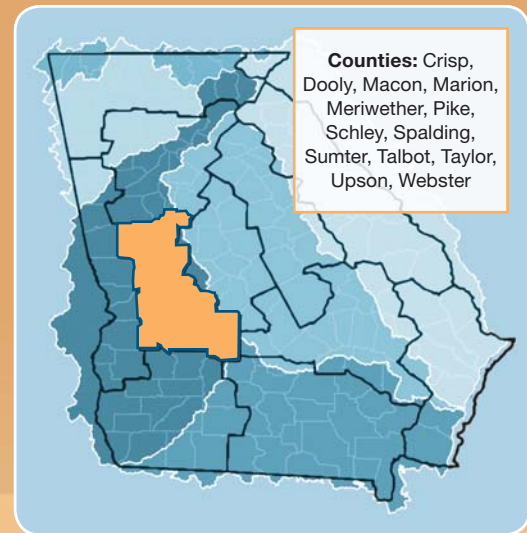 Counties: Crisp,
Dooly, Macon, Marion,
Meriwether, Pike,
Schley, Spalding,
Sumter, Talbot, Taylor,
Upson, Webster